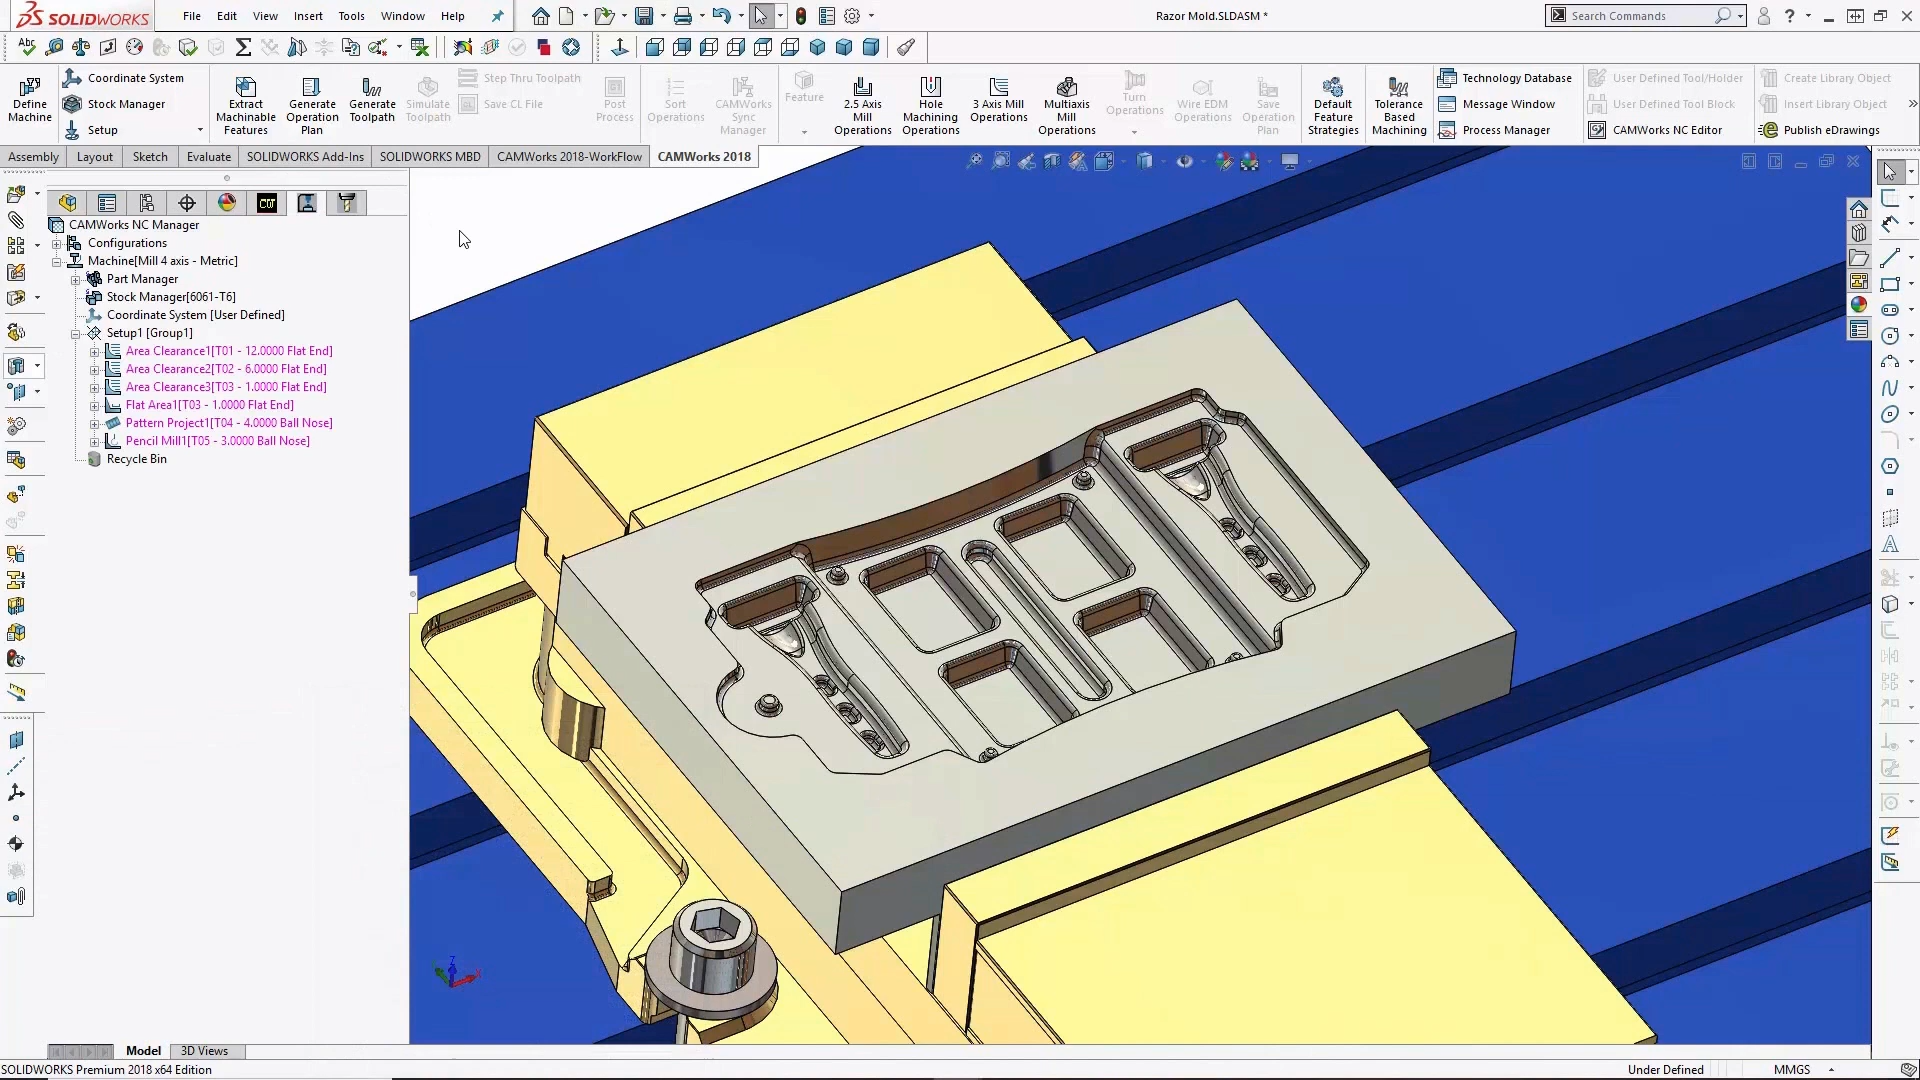 SOLIDWORKS File Edit View Insert Tools Window Help Razor Mold.SLDASM * Search Commands
Abc
Define Machine
Coordinate System
Stock Manager
Setup
Extract Machinable Features
Generate Operation Plan
Generate Toolpath
Simulate Toolpath
Step Thru Toolpath
Save CL File
Post Process
Sort Operations
CAMWorks Sync Manager
Feature
2.5 Axis Mill Operations
Hole Machining Operations
3 Axis Mill Operations
Multiaxis Mill Operations
Turn Operations
Wire EDM Operations
Save Operation Plan
Default Feature Strategies
Tolerance Based Machining
Technology Database
Message Window
Process Manager
User Defined Tool/Holder
User Defined Tool Block
CAMWorks NC Editor
Create Library Object
Insert Library Object
Publish eDrawings
Assembly Layout Sketch Evaluate SOLIDWORKS Add-Ins SOLIDWORKS MBD CAMWorks 2018-WorkFlow CAMWorks 2018
CW
CAMWorks NC Manager
Configurations
Machine[Mill 4 axis - Metric]
Part Manager
Stock Manager[6061-T6]
Coordinate System [User Defined]
Setup1 [Group1]
Area Clearance1[T01 - 12.0000 Flat End]
Area Clearance2[T02 - 6.0000 Flat End]
Area Clearance3[T03 - 1.0000 Flat End]
Flat Area1[T03 - 1.0000 Flat End]
Pattern Project1[T04 - 4.0000 Ball Nose]
Pencil Mill1[T05 - 3.0000 Ball Nose]
Recycle Bin
Z
X
Model 3D Views
SOLIDWORKS Premium 2018 x64 Edition Under Defined MMGS